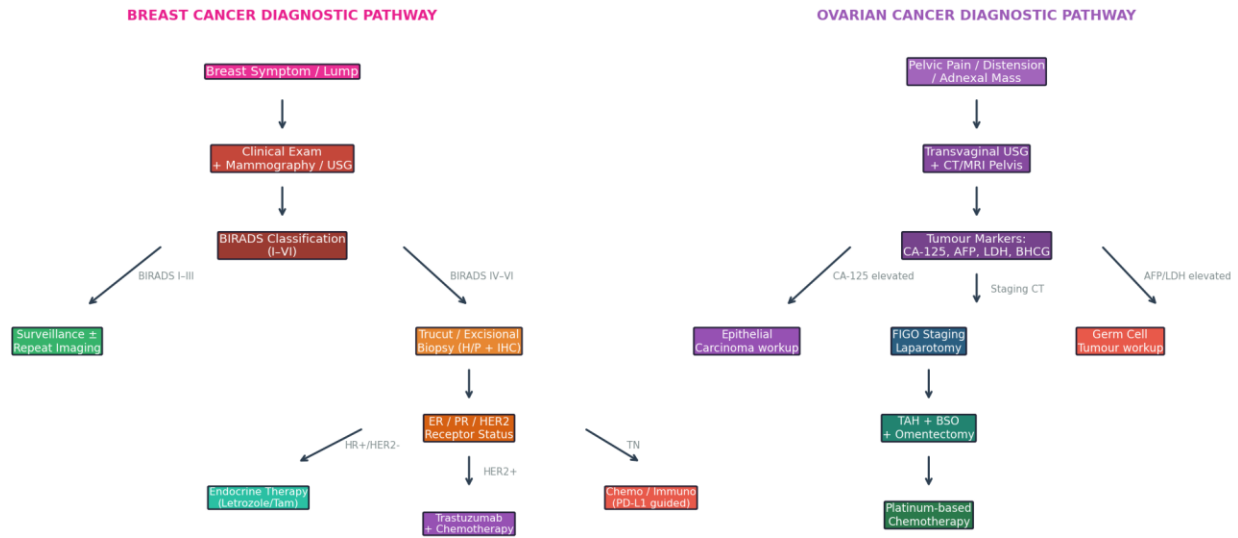 BREAST CANCER DIAGNOSTIC PATHWAY
Breast Symptom / Lump
Clinical Exam
+ Mammography / USG
BIRADS Classification
(I–VI)
BIRADS I–III
BIRADS IV–VI
Surveillance ±
Repeat Imaging
Trucut / Excisional
Biopsy (H/P + IHC)
ER / PR / HER2
Receptor Status
HR+/HER2-
HER2+
TN
Endocrine Therapy
(Letrozole/Tam)
Trastuzumab
+ Chemotherapy
Chemo / Immuno
(PD-L1 guided)
OVARIAN CANCER DIAGNOSTIC PATHWAY
Pelvic Pain / Distension
/ Adnexal Mass
Transvaginal USG
+ CT/MRI Pelvis
Tumour Markers:
CA-125, AFP, LDH, BHCG
CA-125 elevated
Staging CT
AFP/LDH elevated
Epithelial
Carcinoma workup
FIGO Staging
Laparotomy
Germ Cell
Tumour workup
TAH + BSO
+ Omentectomy
Platinum-based
Chemotherapy